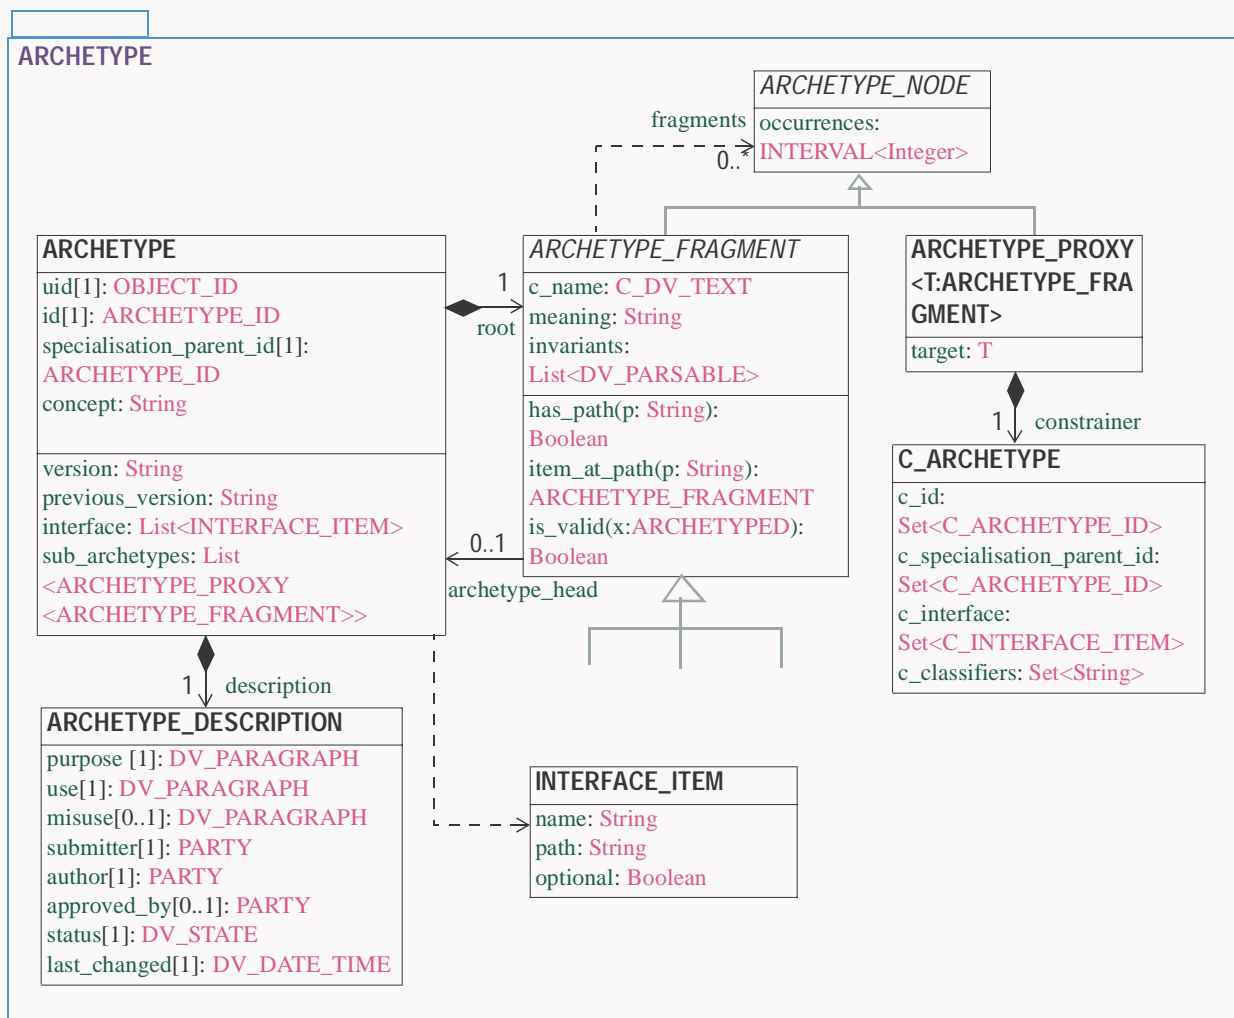 ARCHETYPE
ARCHETYPE_NODE
occurrences:
INTERVAL<Integer>
fragments
0..*
ARCHETYPE
uid[1]: OBJECT_ID
id[1]: ARCHETYPE_ID
specialisation_parent_id[1]:
ARCHETYPE_ID
concept: String
version: String
previous_version: String
interface: List<INTERFACE_ITEM>
sub_archetypes: List
<ARCHETYPE_PROXY
<ARCHETYPE_FRAGMENT>>
1
root
ARCHETYPE_FRAGMENT
c_name: C_DV_TEXT
meaning: String
invariants:
List<DV_PARSABLE>
has_path(p: String):
Boolean
item_at_path(p: String):
ARCHETYPE_FRAGMENT
is_valid(x:ARCHETYPED):
Boolean
0..1
archetype_head
ARCHETYPE_PROXY
<T:ARCHETYPE_FRA
GMENT>
target: T
1
constrainer
C_ARCHETYPE
c_id:
Set<C_ARCHETYPE_ID>
c_specialisation_parent_id:
Set<C_ARCHETYPE_ID>
c_interface:
Set<C_INTERFACE_ITEM>
c_classifiers: Set<String>
1
description
ARCHETYPE_DESCRIPTION
purpose [1]: DV_PARAGRAPH
use[1]: DV_PARAGRAPH
misuse[0..1]: DV_PARAGRAPH
submitter[1]: PARTY
author[1]: PARTY
approved_by[0..1]: PARTY
status[1]: DV_STATE
last_changed[1]: DV_DATE_TIME
INTERFACE_ITEM
name: String
path: String
optional: Boolean